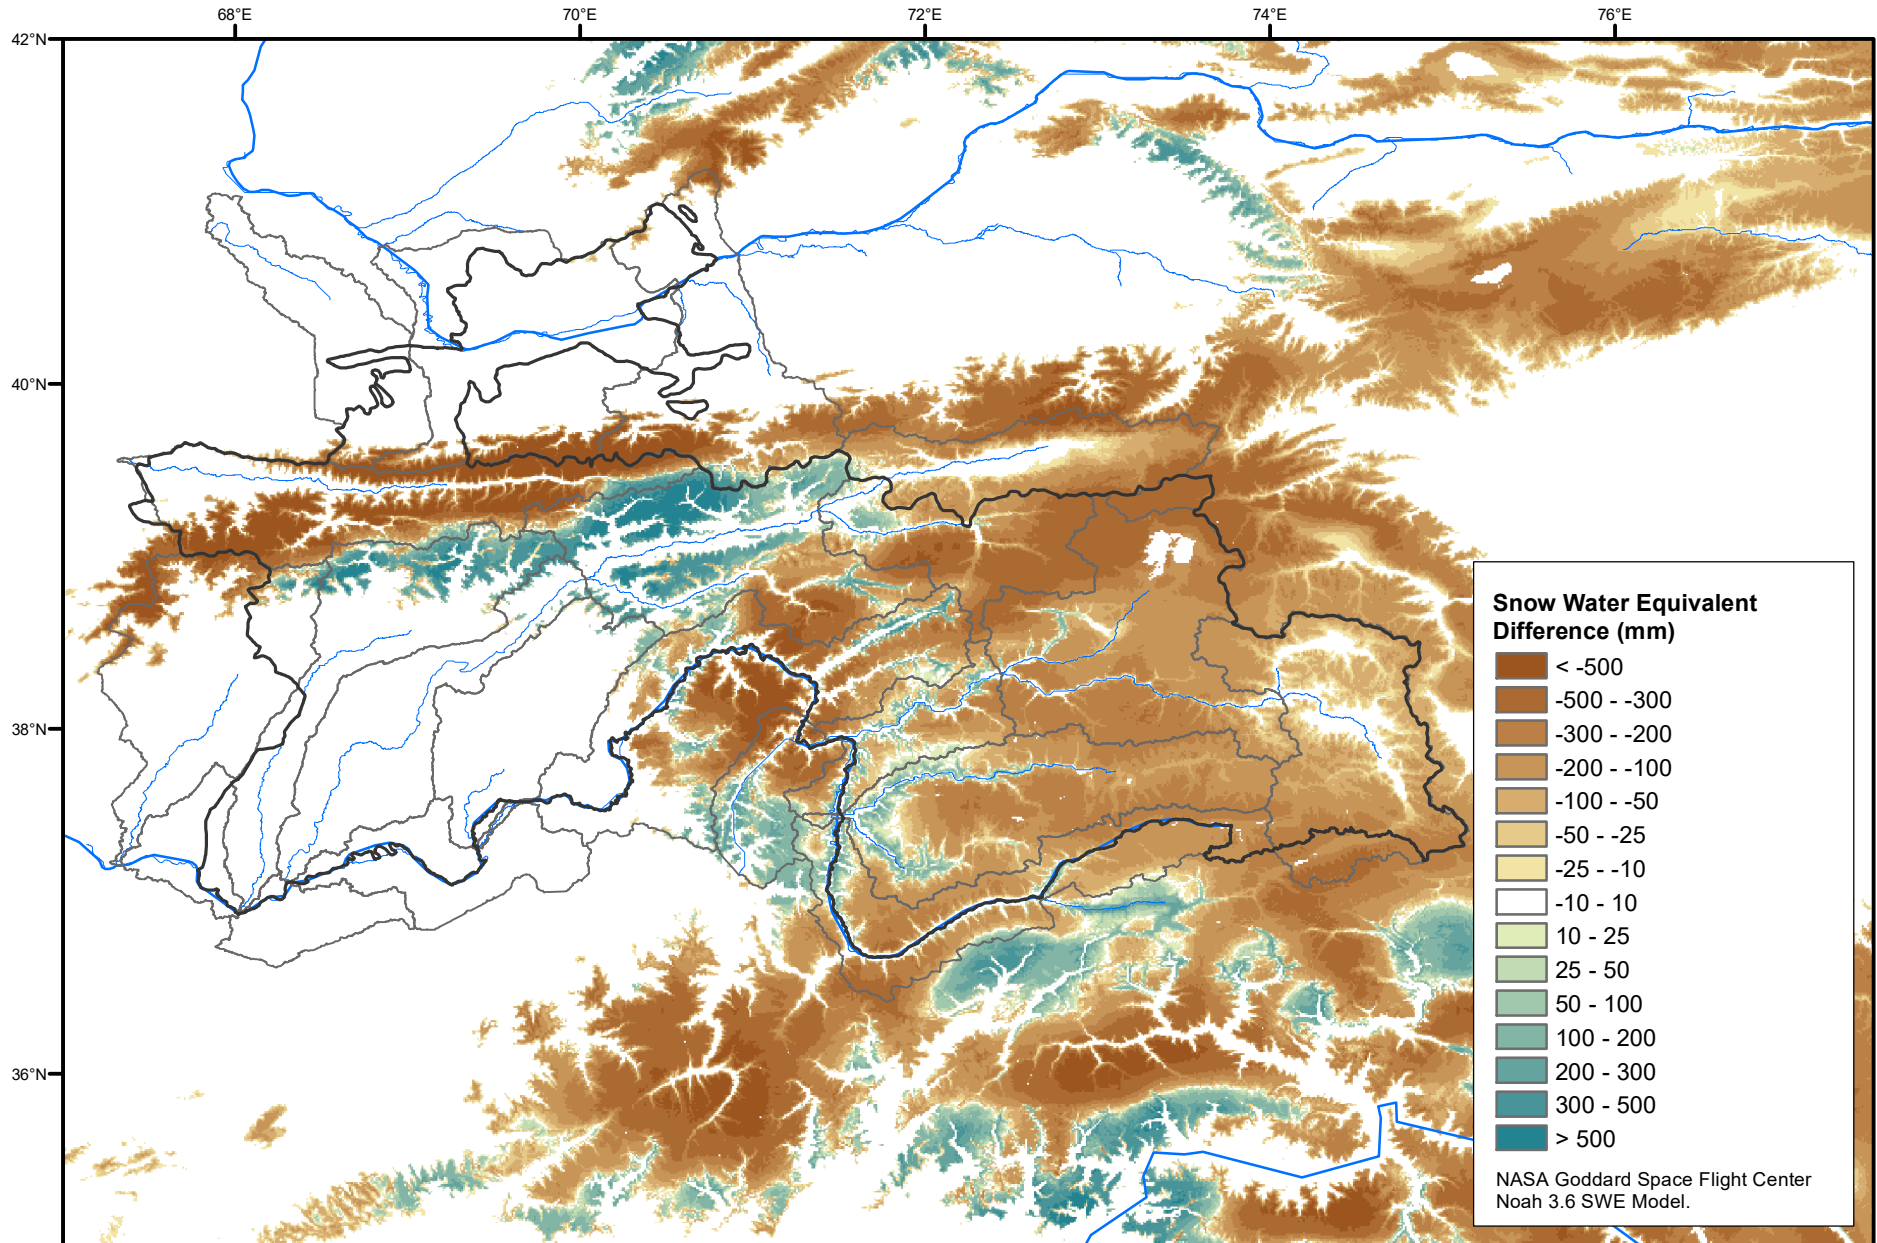 68°E
70°E
72°E
74°E
76°E
42°N
40°N
38°N
36°N
Snow Water Equivalent
Difference (mm)
< -500
-500 - -300
-300 - -200
-200 - -100
-100 - -50
-50 - -25
-25 - -10
-10 - 10
10 - 25
25 - 50
50 - 100
100 - 200
200 - 300
300 - 500
> 500
NASA Goddard Space Flight Center
Noah 3.6 SWE Model.